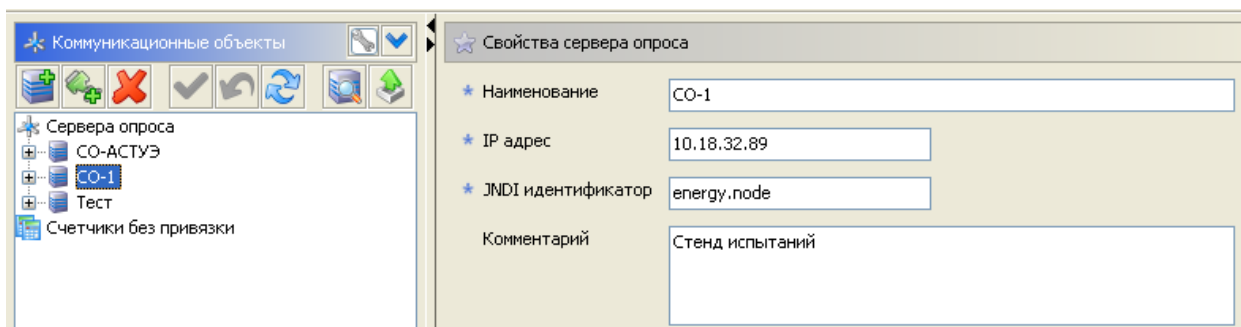 Коммуникационные объекты
Сервера опроса
СО-АСТУЭ
СО-1
Тест
Счетчики без привязки
Свойства сервера опроса
* Наименование СО-1
* IP адрес 10.18.32.89
* JNDI идентификатор energy.node
Комментарий Стенд испытаний